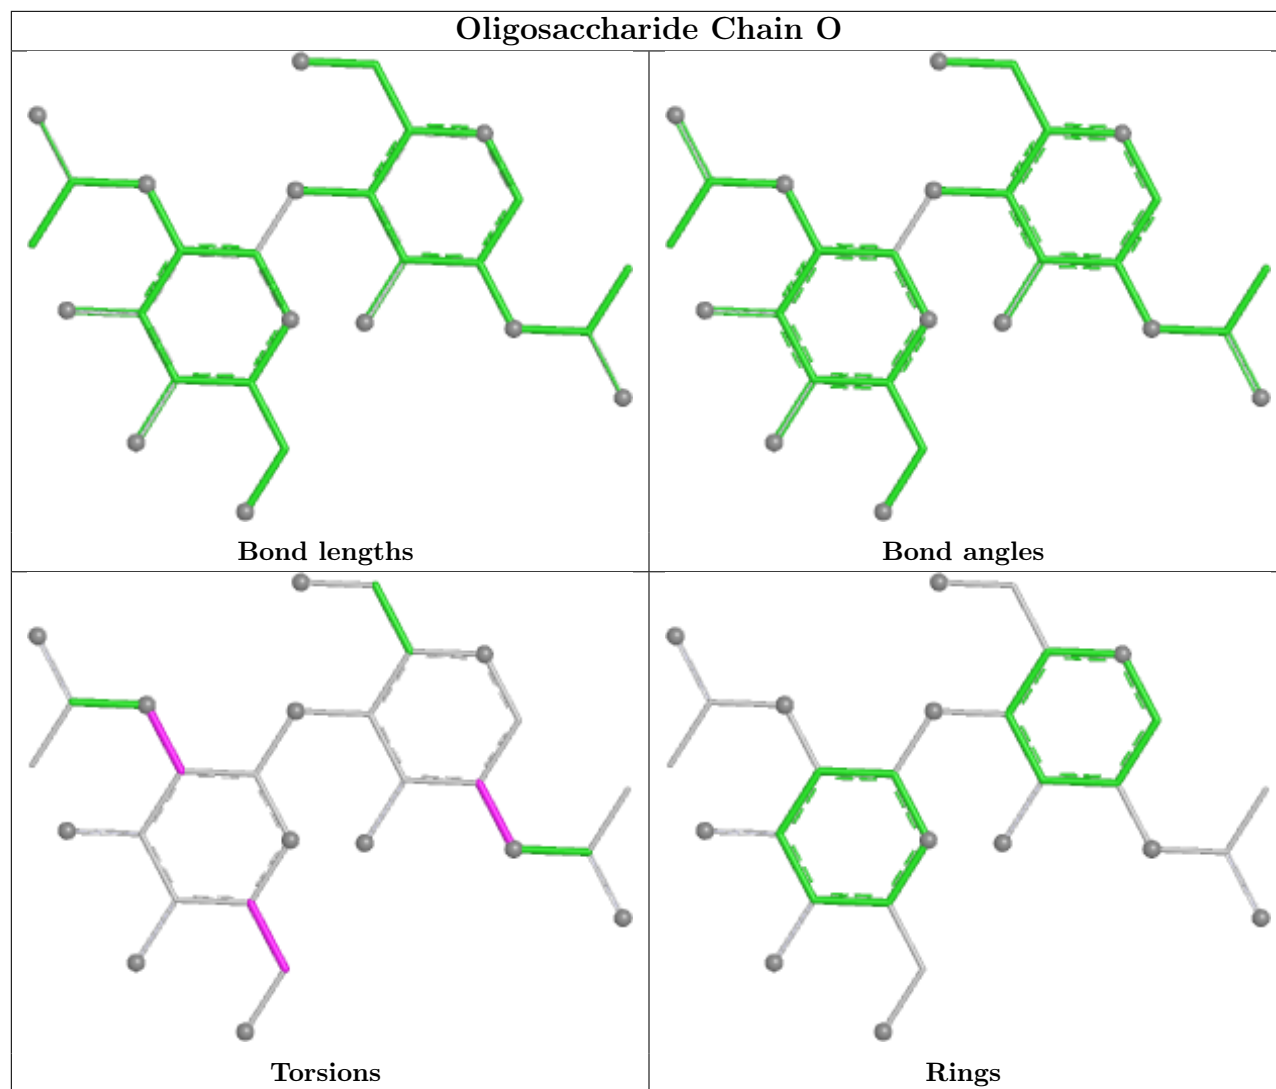 Oligosaccharide Chain O
Bond lengths
Bond angles
Torsions
Rings